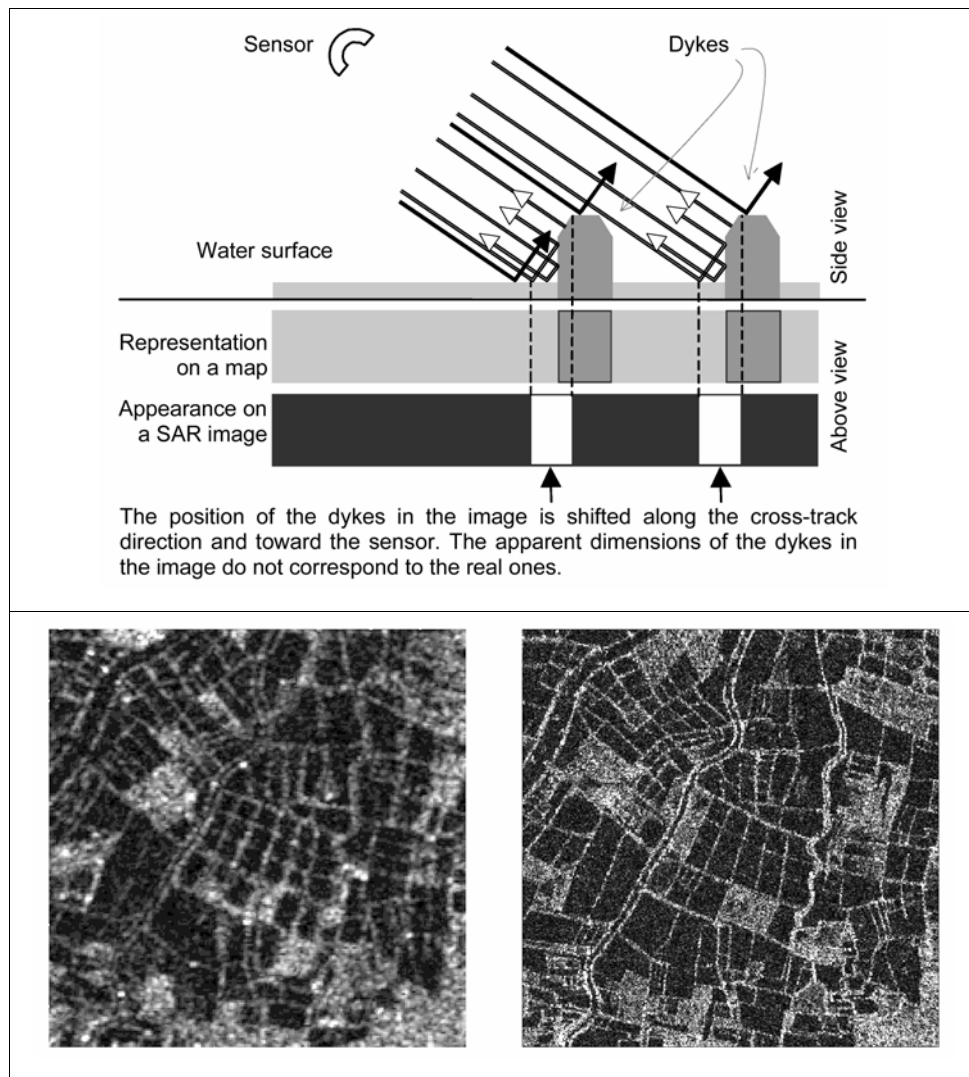 Sensor
Dykes
Water surface
Side view
Representation
on a map
Appearance on
a SAR image
Above view
The position of the dykes in the image is shifted along the cross-track
direction and toward the sensor. The apparent dimensions of the dykes in
the image do not correspond to the real ones.